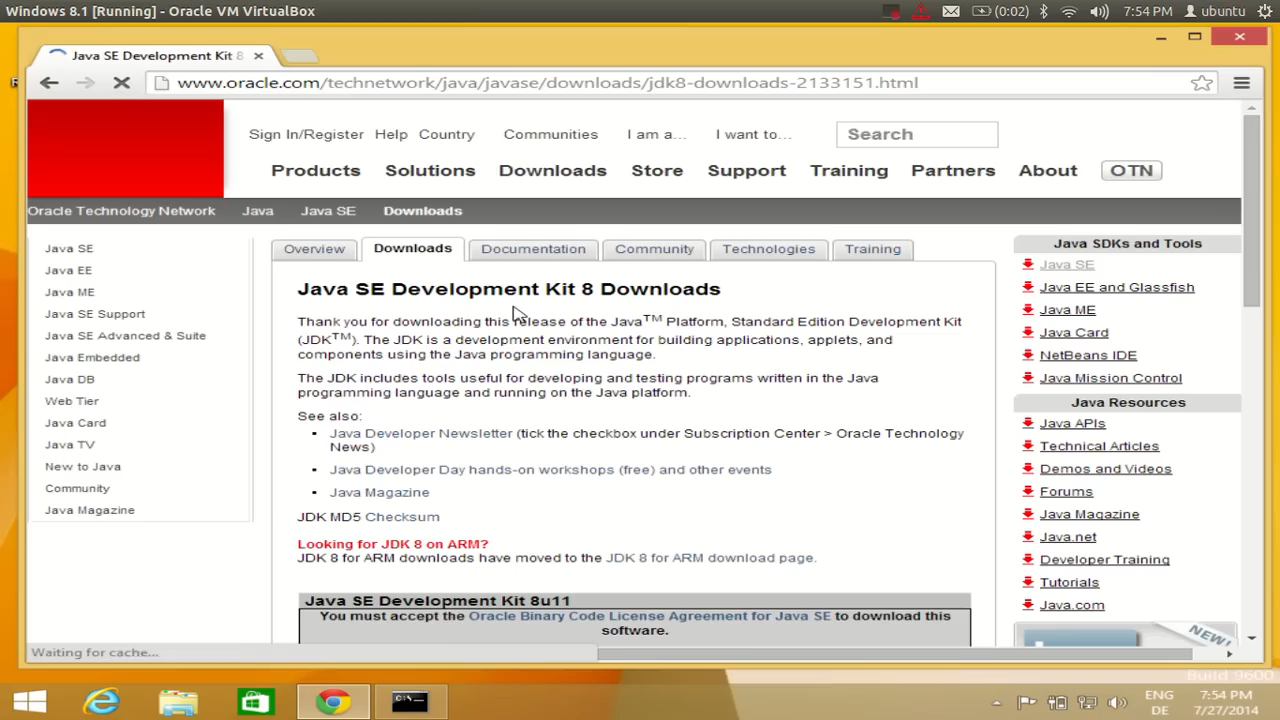 Windows 8.1 [Running] - Oracle VM VirtualBox
(0:02) 7:54 PM ubuntu
Java SE Development Kit 8
www.oracle.com/technetwork/java/javase/downloads/jdk8-downloads-2133151.html
Sign In/Register Help Country Communities I am a... I want to... Search
Products Solutions Downloads Store Support Training Partners About OTN
Oracle Technology Network Java Java SE Downloads
Java SE
Java EE
Java ME
Java SE Support
Java SE Advanced & Suite
Java Embedded
Java DB
Web Tier
Java Card
Java TV
New to Java
Community
Java Magazine
Overview Downloads Documentation Community Technologies Training
Java SE Development Kit 8 Downloads
Thank you for downloading this release of the Java™ Platform, Standard Edition Development Kit
(JDK™). The JDK is a development environment for building applications, applets, and
components using the Java programming language.
The JDK includes tools useful for developing and testing programs written in the Java
programming language and running on the Java platform.
See also:
Java Developer Newsletter (tick the checkbox under Subscription Center > Oracle Technology
News)
Java Developer Day hands-on workshops (free) and other events
Java Magazine
JDK MD5 Checksum
Looking for JDK 8 on ARM?
JDK 8 for ARM downloads have moved to the JDK 8 for ARM download page.
Java SE Development Kit 8u11
You must accept the Oracle Binary Code License Agreement for Java SE to download this
software.
Java SDKs and Tools
Java SE
Java EE and Glassfish
Java ME
Java Card
NetBeans IDE
Java Mission Control
Java Resources
Java APIs
Technical Articles
Demos and Videos
Forums
Java Magazine
Java.net
Developer Training
Tutorials
Java.com
NEW!
Waiting for cache...
Build 9600
ENG 7:54 PM
DE 7/27/2014